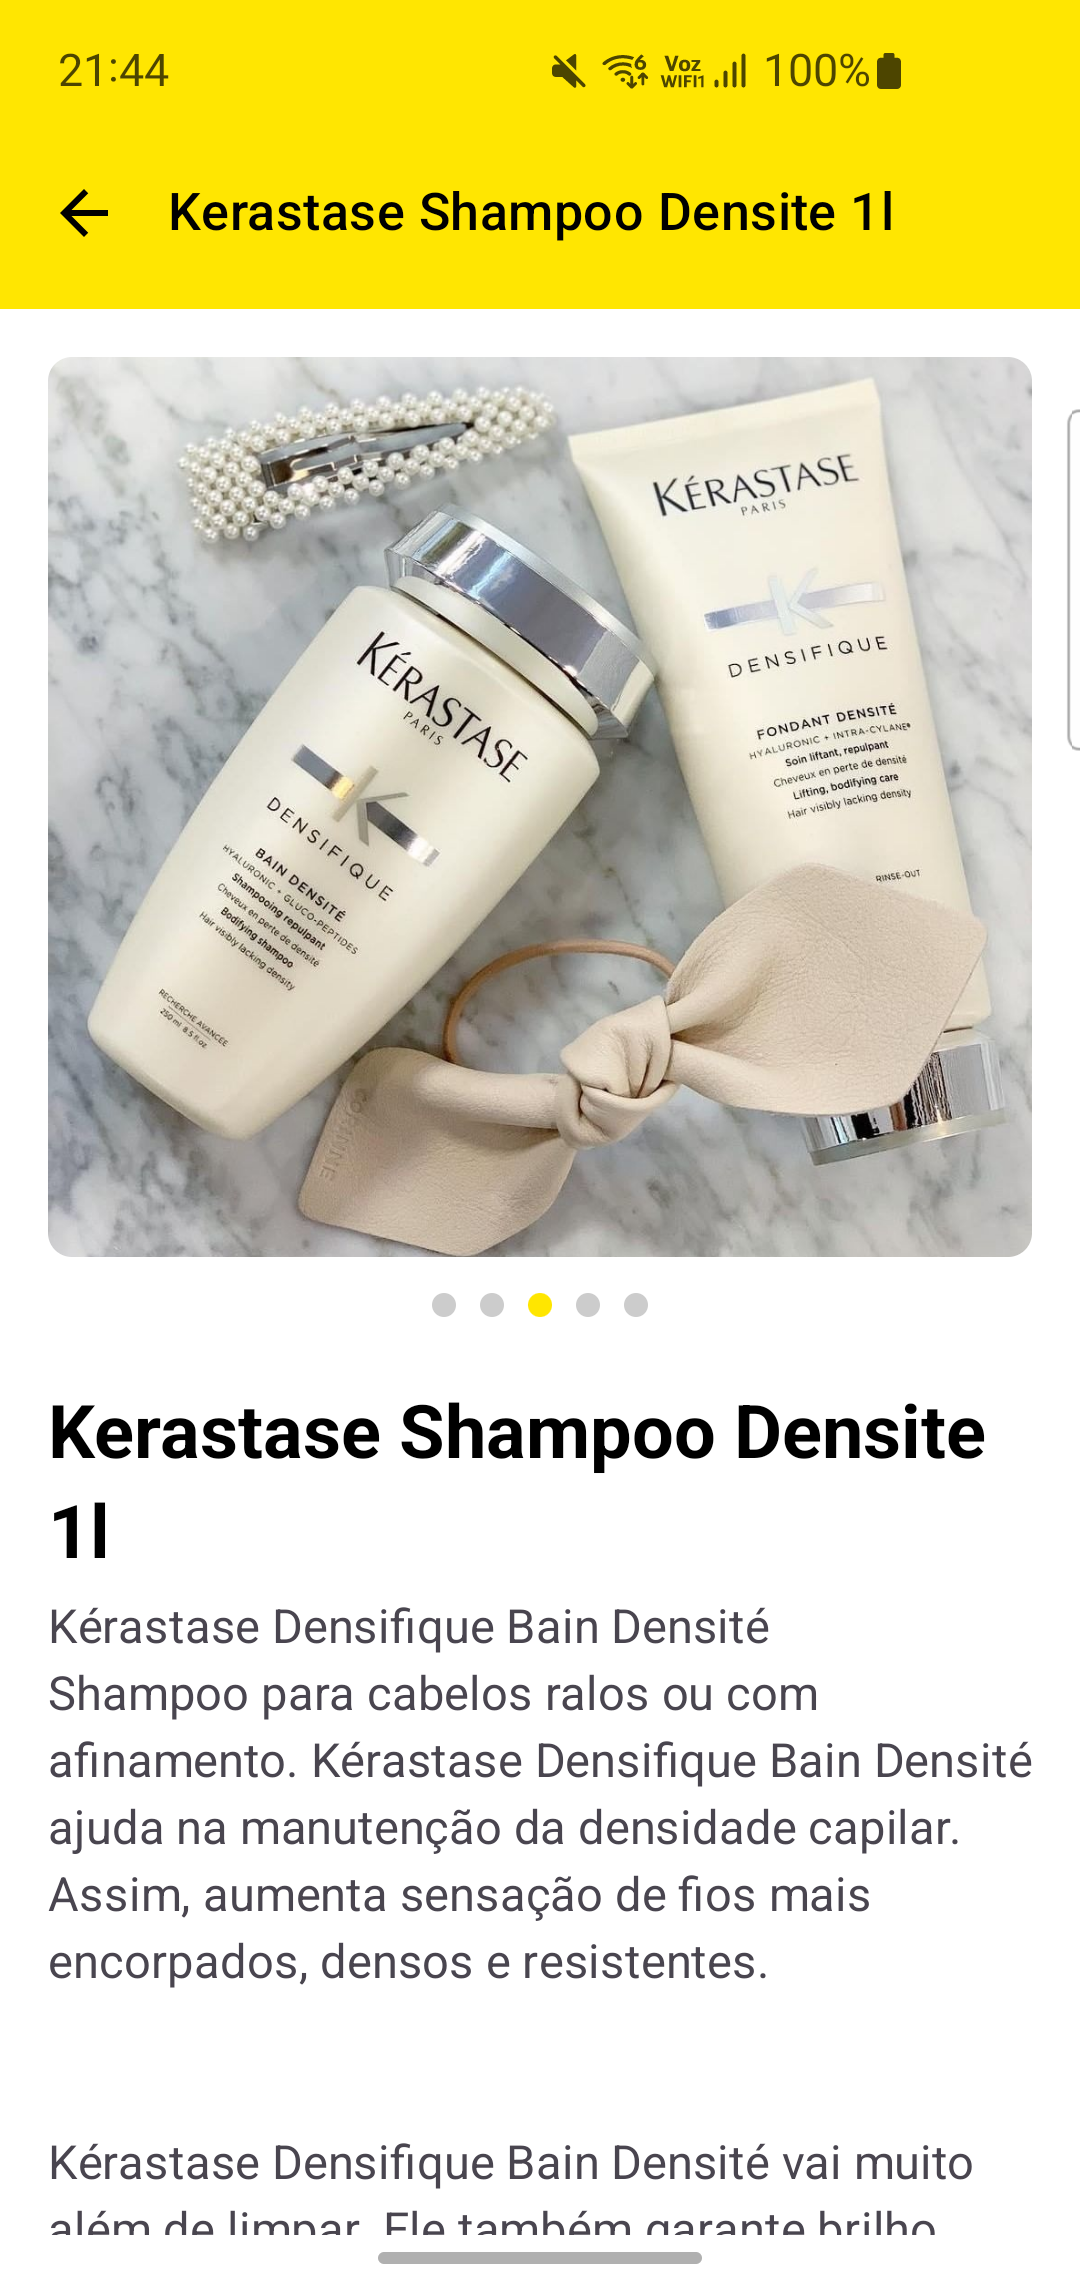 21:44
Voz
WIFI1
100%
Kerastase Shampoo Densite 1l
KÉRASTASE
PARIS
DENSIFIQUE
FONDANT DENSITÉ
HYALURONIC + INTRA-CYLANE®
Soin liftant, repulpant
Cheveux en perte de densité
Lifting, bodifying care
Hair visibly lacking density
RINSE-OUT
KÉRASTASE
PARIS
DENSIFIQUE
BAIN DENSITÉ
HYALURONIC + GLUCO-PEPTIDES
Shampooing repulpant
Cheveux en perte de densité
Bodifying shampoo
Hair visibly lacking density
RECHERCHE AVANCÉE
250 ml 8.5 fl.oz.
CORINNE
Kerastase Shampoo Densite
1l
Kérastase Densifique Bain Densité
Shampoo para cabelos ralos ou com
afinamento. Kérastase Densifique Bain Densité
ajuda na manutenção da densidade capilar.
Assim, aumenta sensação de fios mais
encorpados, densos e resistentes.
Kérastase Densifique Bain Densité vai muito
além de limpar. Ele também garante brilho